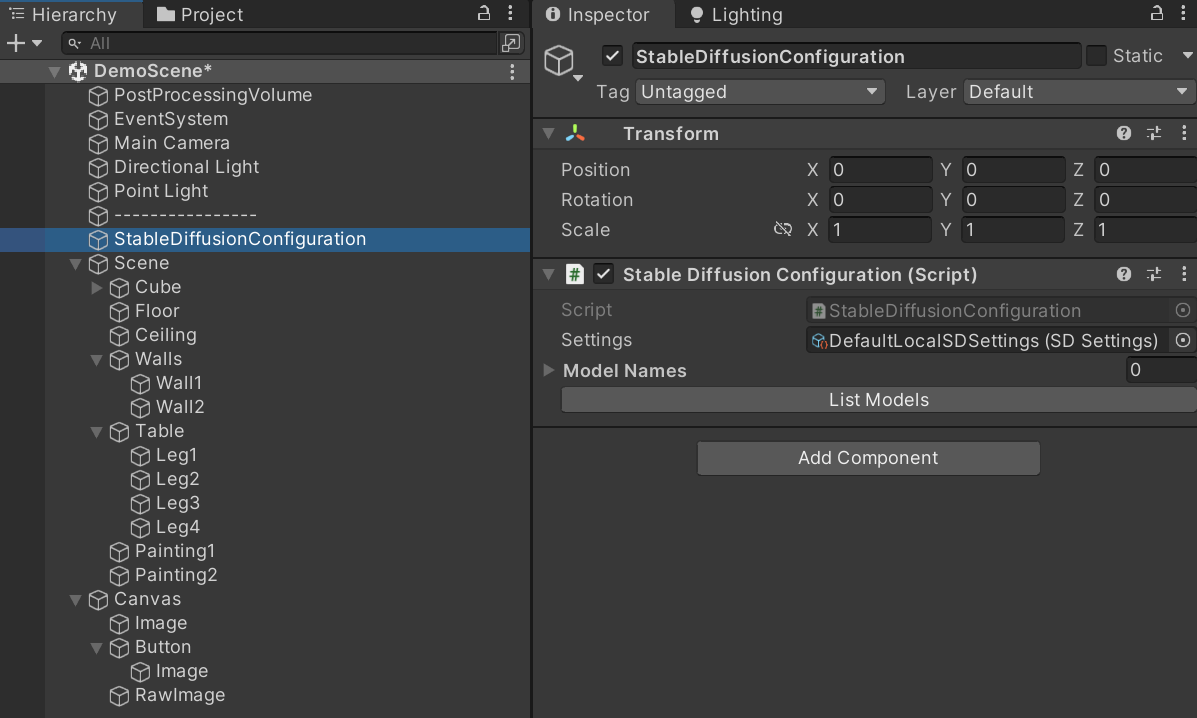 Hierarchy
Project
All
DemoScene*
PostProcessingVolume
EventSystem
Main Camera
Directional Light
Point Light
----------------
StableDiffusionConfiguration
Scene
Cube
Floor
Ceiling
Walls
Wall1
Wall2
Table
Leg1
Leg2
Leg3
Leg4
Painting1
Painting2
Canvas
Image
Button
Image
RawImage
Inspector
Lighting
StableDiffusionConfiguration
Static
Tag Untagged Layer Default
Transform
Position X 0 Y 0 Z 0
Rotation X 0 Y 0 Z 0
Scale X 1 Y 1 Z 1
# Stable Diffusion Configuration (Script)
Script # StableDiffusionConfiguration
Settings DefaultLocalSDSettings (SD Settings)
Model Names 0
List Models
Add Component